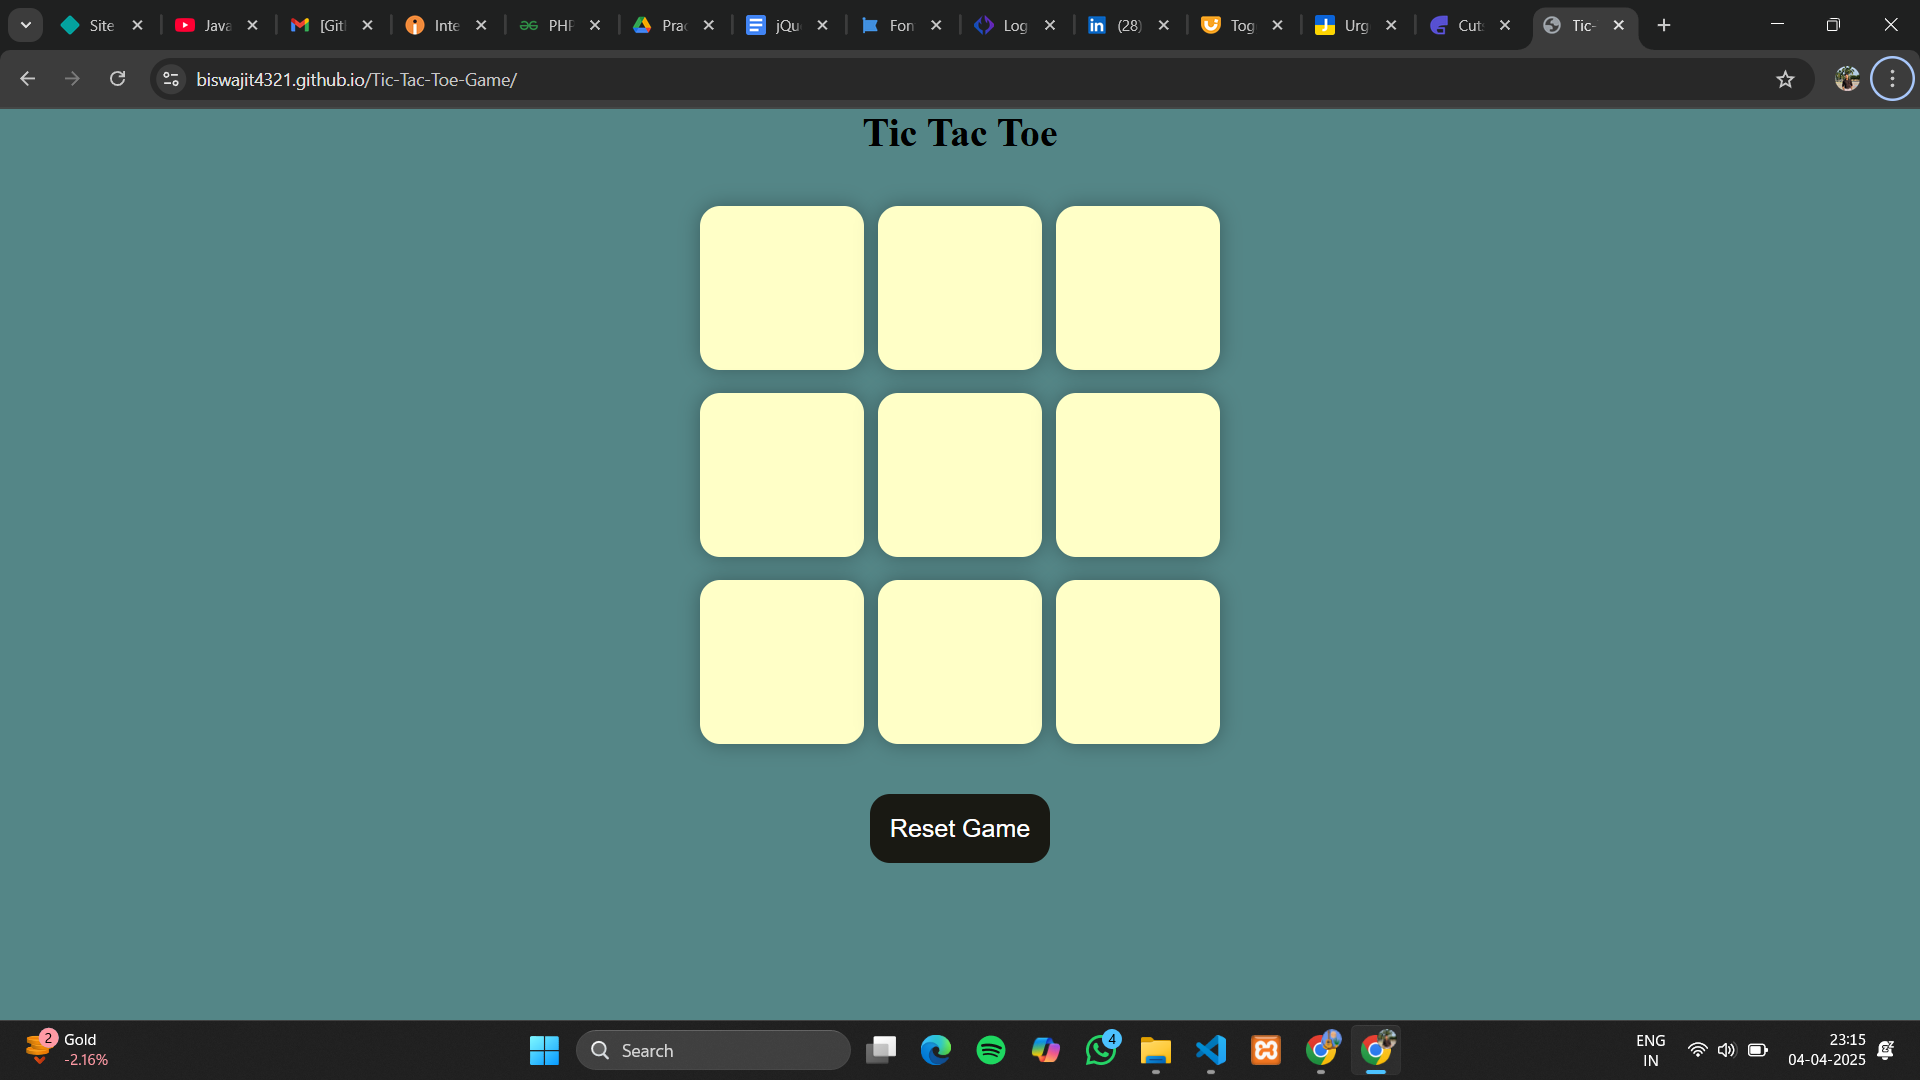 Site
Java
[Git
Inte
PHP
Prac
jQu
Fon
Log
(28)
Tog
Urg
Cut
Tic-
biswajit4321.github.io/Tic-Tac-Toe-Game/
Tic Tac Toe
Reset Game
2
Gold
-2.16%
Search
4
ENG
IN
23:15
04-04-2025